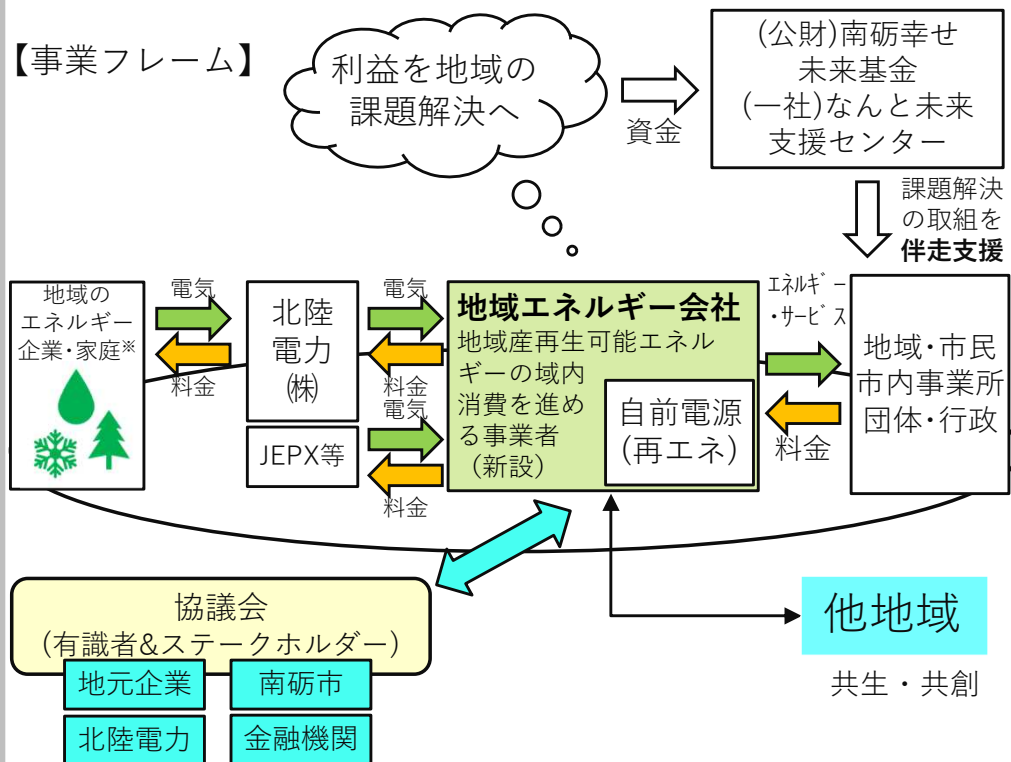 【事業フレーム】
利益を地域の
課題解決へ
資金
(公財)南砺幸せ
未来基金
(一社)なんと未来
支援センター
課題解決
の取組を
伴走支援
地域の
エネルギー
企業・家庭※
電気
料金
北陸
電力
㈱
JEPX等
電気
料金
電気
料金
地域エネルギー会社
地域産再生可能エネル
ギーの域内
消費を進め
る事業者
（新設）
自前電源
(再エネ)
ｴﾈﾙｷﾞｰ
・ｻｰﾋﾞｽ
料金
地域・市民
市内事業所
団体・行政
協議会
(有識者&ステークホルダー)
地元企業
南砺市
北陸電力
金融機関
他地域
共生・共創